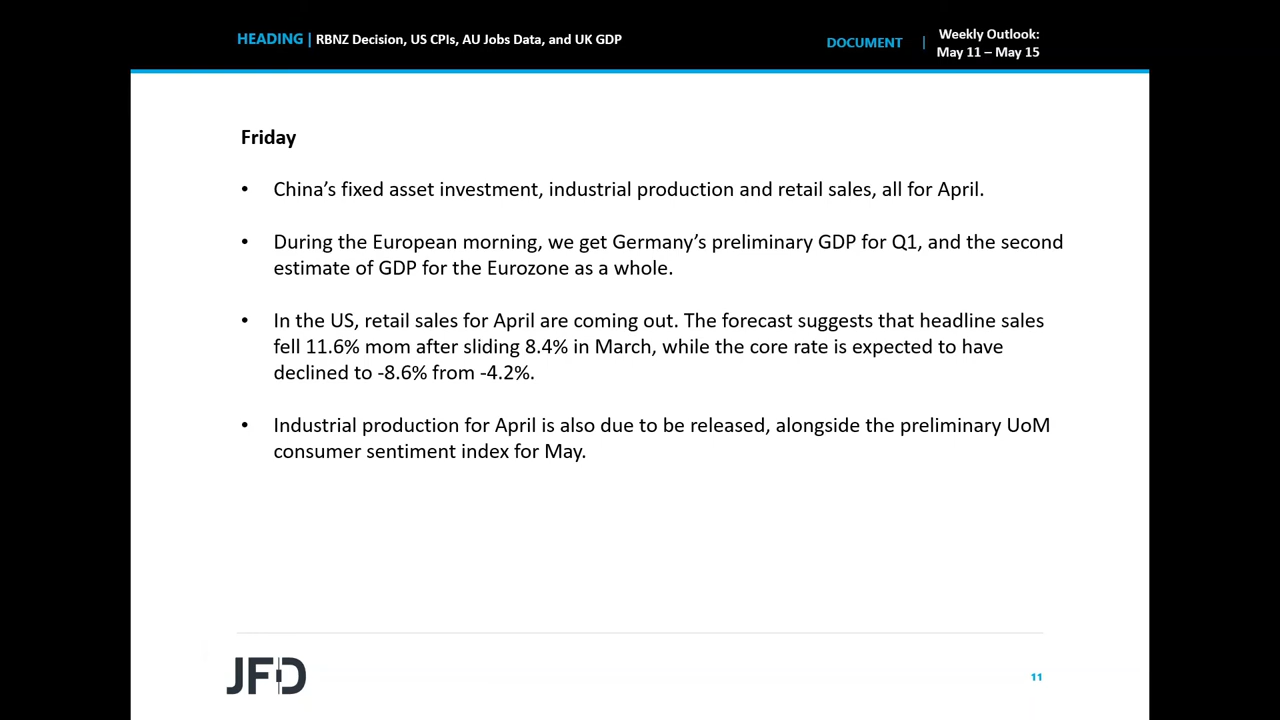 HEADING | RBNZ Decision, US CPIs, AU Jobs Data, and UK GDP
DOCUMENT | Weekly Outlook:
May 11 – May 15
Friday
• China’s fixed asset investment, industrial production and retail sales, all for April.
• During the European morning, we get Germany’s preliminary GDP for Q1, and the second
estimate of GDP for the Eurozone as a whole.
• In the US, retail sales for April are coming out. The forecast suggests that headline sales
fell 11.6% mom after sliding 8.4% in March, while the core rate is expected to have
declined to -8.6% from -4.2%.
• Industrial production for April is also due to be released, alongside the preliminary UoM
consumer sentiment index for May.
JFD
11